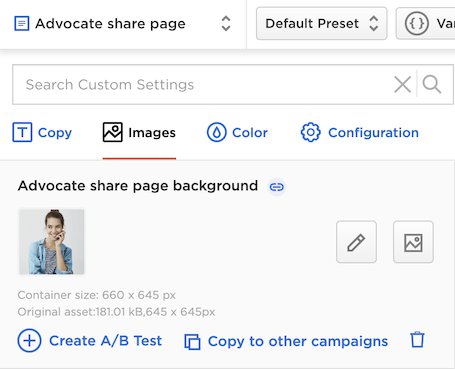 Advocate share page
Default Preset
Search Custom Settings
Copy
Images
Color
Configuration
Advocate share page background
Container size: 660 x 645 px
Original asset:181.01 kB,645 x 645px
Create A/B Test
Copy to other campaigns